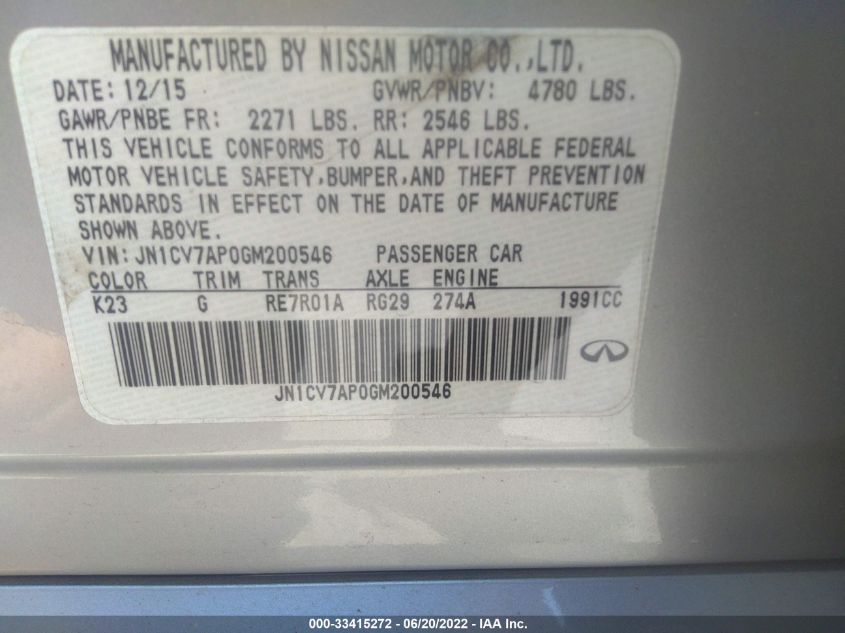 MANUFACTURED BY NISSAN MOTOR CO.,LTD.
DATE: 12/15 GVWR/PNBV: 4780 LBS.
GAWR/PNBE FR: 2271 LBS. RR: 2546 LBS.
THIS VEHICLE CONFORMS TO ALL APPLICABLE FEDERAL
MOTOR VEHICLE SAFETY,BUMPER,AND THEFT PREVENTION
STANDARDS IN EFFECT ON THE DATE OF MANUFACTURE
SHOWN ABOVE.
VIN: JN1CV7AP0GM200546 PASSENGER CAR
COLOR TRIM TRANS AXLE ENGINE
K23 G RE7R01A RG29 274A 1991CC
JN1CV7AP0GM200546
000-33415272 - 06/20/2022 - IAA Inc.